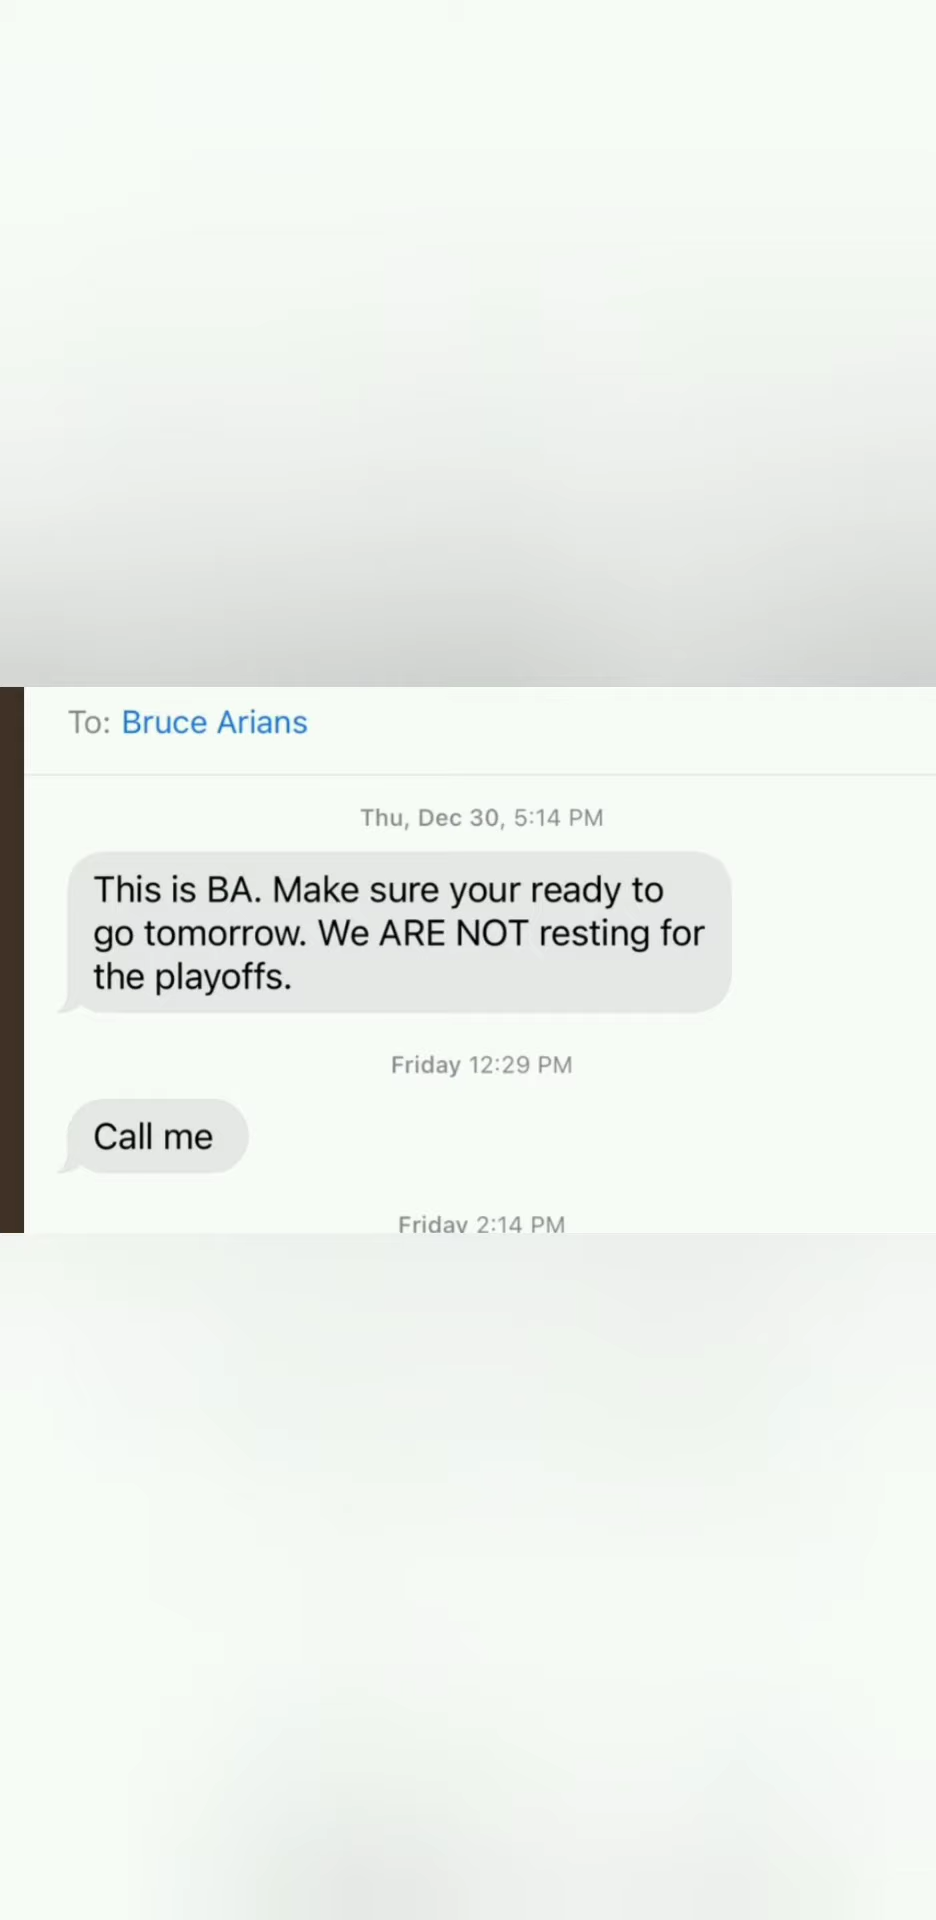 To: Bruce Arians
Thu, Dec 30, 5:14 PM
This is BA. Make sure your ready to
go tomorrow. We ARE NOT resting for
the playoffs.
Friday 12:29 PM
Call me
Friday 2:14 PM